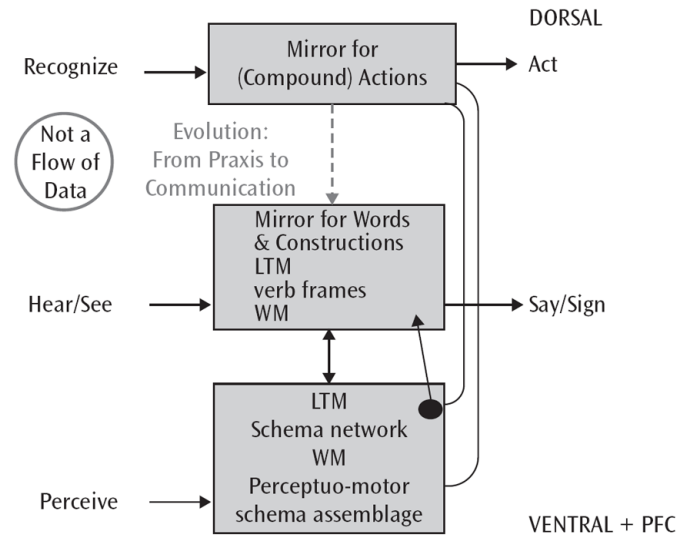 DORSAL
Mirror for
(Compound) Actions
Recognize
Act
Not a
Flow of
Data
Evolution:
From Praxis to
Communication
Mirror for Words
& Constructions
LTM
verb frames
WM
Hear/See
Say/Sign
LTM
Schema network
WM
Perceptuo-motor
schema assemblage
Perceive
VENTRAL + PFC